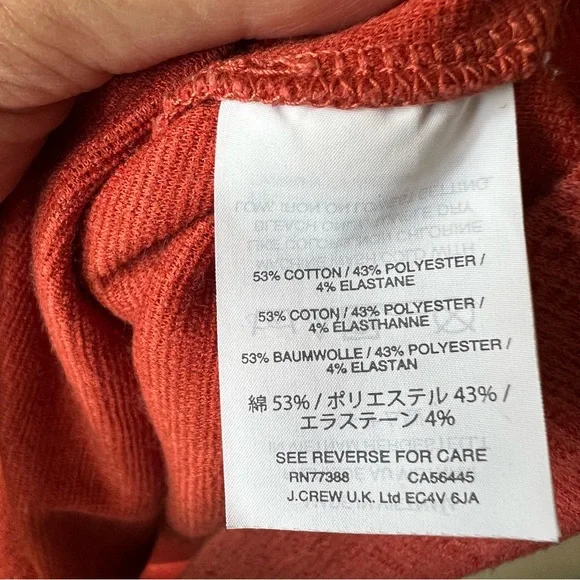 53% COTTON / 43% POLYESTER /
4% ELASTANE
53% COTON / 43% POLYESTER /
4% ÉLASTHANNE
53% BAUMWOLLE / 43% POLYESTER /
4% ELASTAN
綿 53% / ポリエステル 43% /
エラステーン 4%
SEE REVERSE FOR CARE
RN77388 CA56445
J.CREW U.K. Ltd EC4V 6JA